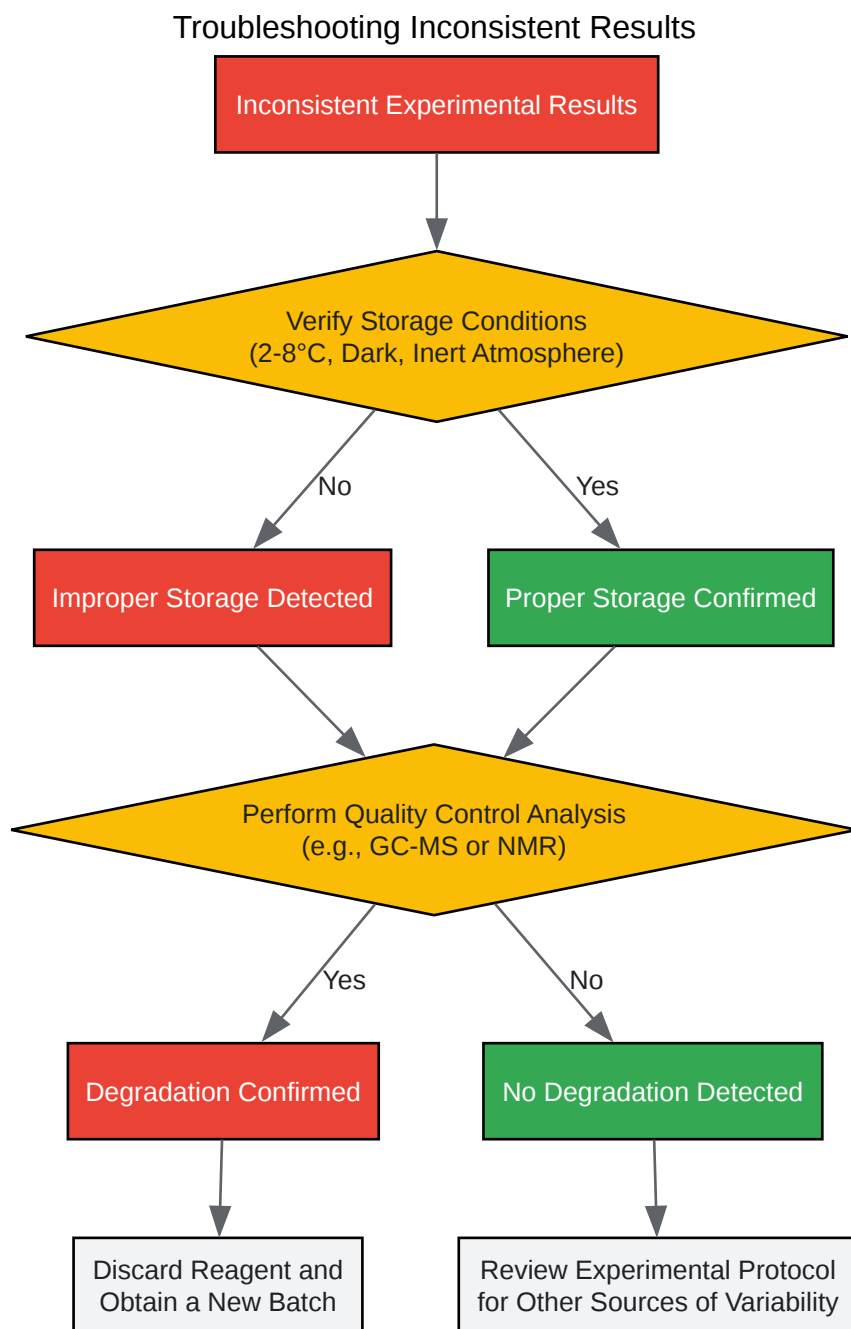 Troubleshooting Inconsistent Results
Inconsistent Experimental Results
Verify Storage Conditions
(2-8°C, Dark, Inert Atmosphere)
No
Yes
Improper Storage Detected
Proper Storage Confirmed
Perform Quality Control Analysis
(e.g., GC-MS or NMR)
Yes
No
Degradation Confirmed
No Degradation Detected
Discard Reagent and
Obtain a New Batch
Review Experimental Protocol
for Other Sources of Variability